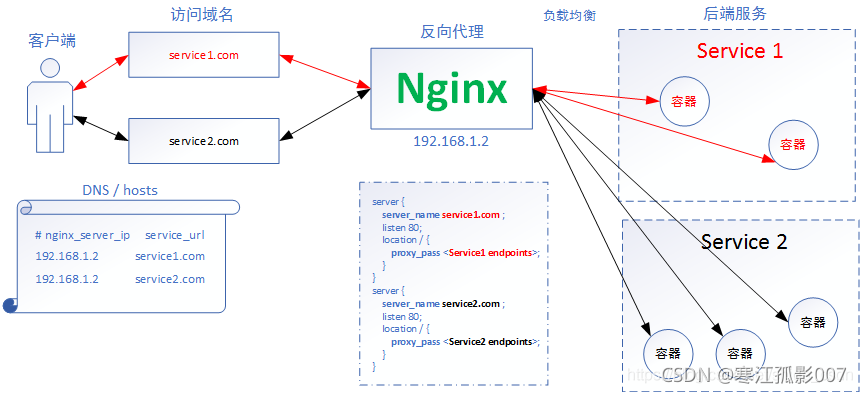 客户端
访问域名
service1.com
service2.com
反向代理
Nginx
192.168.1.2
负载均衡
后端服务
Service 1
容器
容器
Service 2
容器
容器
容器
DNS / hosts
# nginx_server_ip service_url
192.168.1.2 service1.com
192.168.1.2 service2.com
server {
server_name service1.com ;
listen 80;
location / {
proxy_pass <Service1 endpoints>;
}
}
server {
server_name service2.com ;
listen 80;
location / {
proxy_pass <Service2 endpoints>;
}
}
CSDN @寒江孤影007